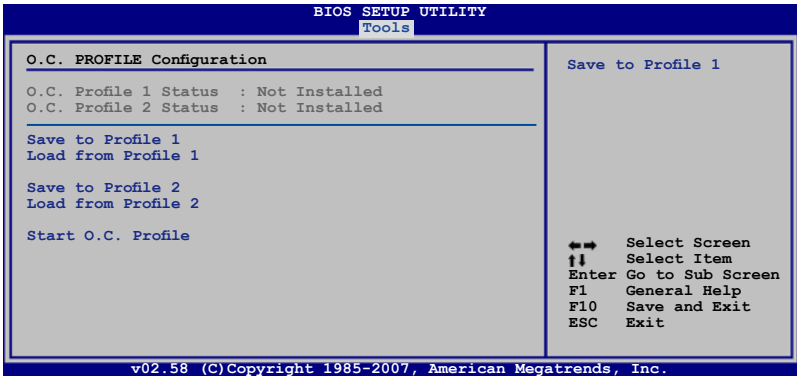 BIOS SETUP UTILITY
Tools
O.C. PROFILE Configuration
O.C. Profile 1 Status : Not Installed
O.C. Profile 2 Status : Not Installed
Save to Profile 1
Load from Profile 1
Save to Profile 2
Load from Profile 2
Start O.C. Profile
Save to Profile 1
←→ Select Screen
↑↓ Select Item
Enter Go to Sub Screen
F1 General Help
F10 Save and Exit
ESC Exit
v02.58 (C)Copyright 1985-2007, American Megatrends, Inc.